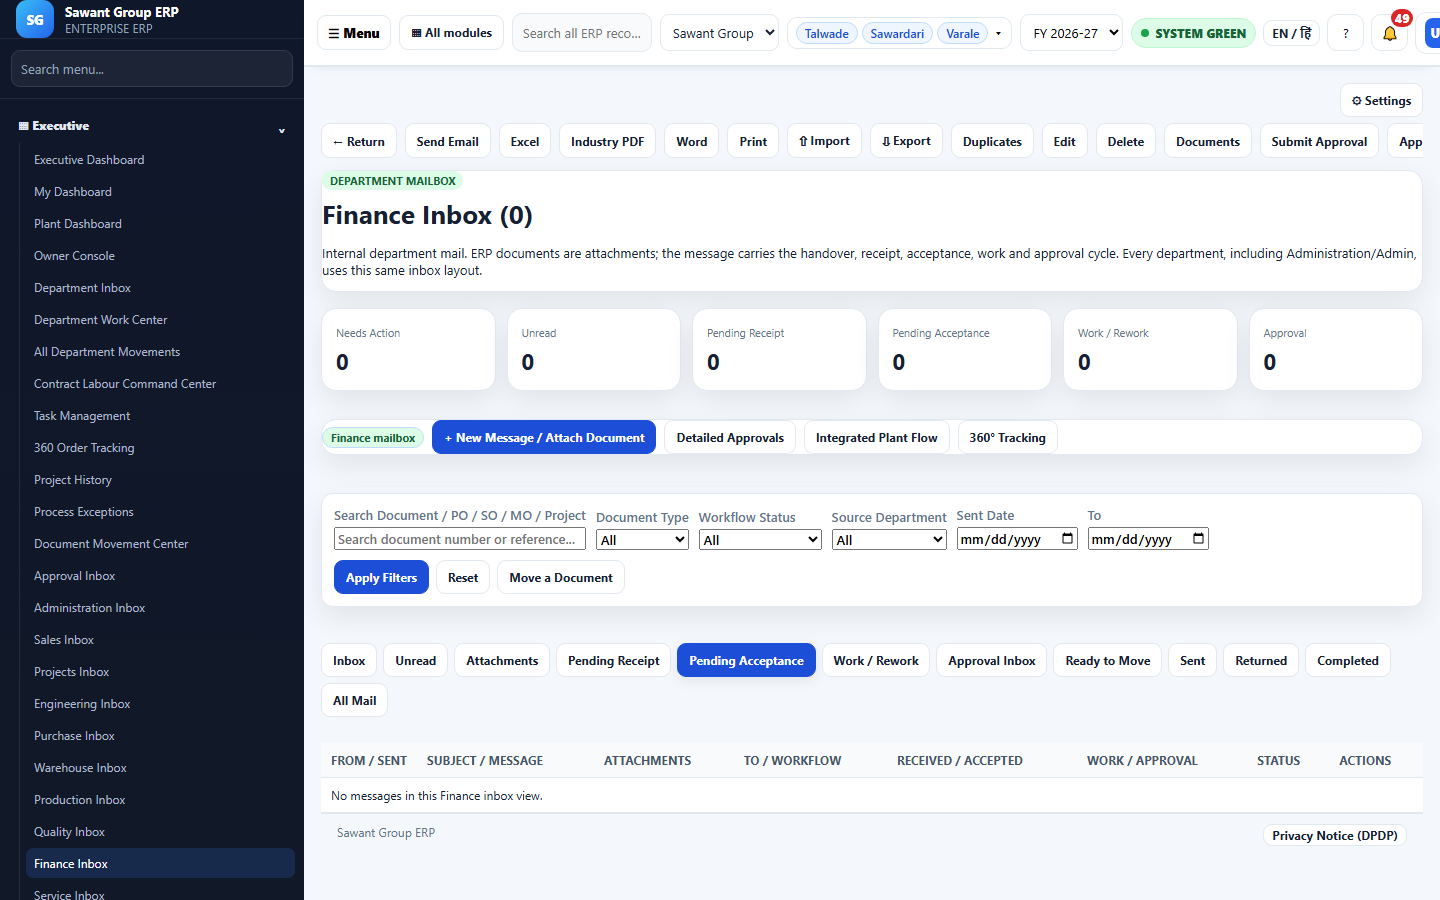 SG
Sawant Group ERP
ENTERPRISE ERP
Search menu...
Executive
Executive Dashboard
My Dashboard
Plant Dashboard
Owner Console
Department Inbox
Department Work Center
All Department Movements
Contract Labour Command Center
Task Management
360 Order Tracking
Project History
Process Exceptions
Document Movement Center
Approval Inbox
Administration Inbox
Sales Inbox
Projects Inbox
Engineering Inbox
Purchase Inbox
Warehouse Inbox
Production Inbox
Quality Inbox
Finance Inbox
Service Inbox
☰ Menu
All modules
Search all ERP reco...
Sawant Group
Talwade
Sawardari
Varale
FY 2026-27
SYSTEM GREEN
EN / हिं
?
49
U
⚙ Settings
← Return
Send Email
Excel
Industry PDF
Word
Print
⇧ Import
⇩ Export
Duplicates
Edit
Delete
Documents
Submit Approval
App
DEPARTMENT MAILBOX
Finance Inbox (0)
Internal department mail. ERP documents are attachments; the message carries the handover, receipt, acceptance, work and approval cycle. Every department, including Administration/Admin,
uses this same inbox layout.
Needs Action
0
Unread
0
Pending Receipt
0
Pending Acceptance
0
Work / Rework
0
Approval
0
Finance mailbox
+ New Message / Attach Document
Detailed Approvals
Integrated Plant Flow
360° Tracking
Search Document / PO / SO / MO / Project
Search document number or reference...
Document Type
All
Workflow Status
All
Source Department
All
Sent Date
mm/dd/yyyy
To
mm/dd/yyyy
Apply Filters
Reset
Move a Document
Inbox
Unread
Attachments
Pending Receipt
Pending Acceptance
Work / Rework
Approval Inbox
Ready to Move
Sent
Returned
Completed
All Mail
FROM / SENT
SUBJECT / MESSAGE
ATTACHMENTS
TO / WORKFLOW
RECEIVED / ACCEPTED
WORK / APPROVAL
STATUS
ACTIONS
No messages in this Finance inbox view.
Sawant Group ERP
Privacy Notice (DPDP)